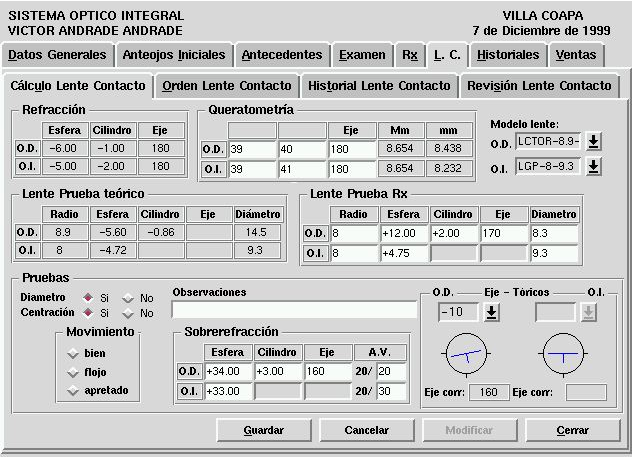 SISTEMA OPTICO INTEGRAL VILLA COAPA
VICTOR ANDRADE ANDRADE 7 de Diciembre de 1999
Datos Generales Anteojos Iniciales Antecedentes Examen Rx L. C. Historiales Ventas
Cálculo Lente Contacto Orden Lente Contacto Historial Lente Contacto Revisión Lente Contacto
Refracción
Esfera Cilindro Eje
O.D. -6.00 -1.00 180
O.I. -5.00 -2.00 180
Queratometría
Eje Mm mm
O.D. 39 40 180 8.654 8.438
O.I. 39 41 180 8.654 8.232
Modelo lente:
O.D. LCTOR-8.9-
O.I. LGP-8-9.3
Lente Prueba teórico
Radio Esfera Cilindro Eje Diámetro
O.D. 8.9 -5.60 -0.86 14.5
O.I. 8 -4.72 9.3
Lente Prueba Rx
Radio Esfera Cilindro Eje Diametro
O.D. 8 +12.00 +2.00 170 8.3
O.I. 8 +4.75 9.3
Pruebas
Diametro Si No
Centración Si No
Observaciones
Movimiento
bien
flojo
apretado
Sobrerefracción
Esfera Cilindro Eje A.V.
O.D. +34.00 +3.00 160 20/ 20
O.I. +33.00 20/ 30
O.D. Eje - Tóricos O.I.
-10
Eje corr: 160 Eje corr:
Guardar Cancelar Modificar Cerrar